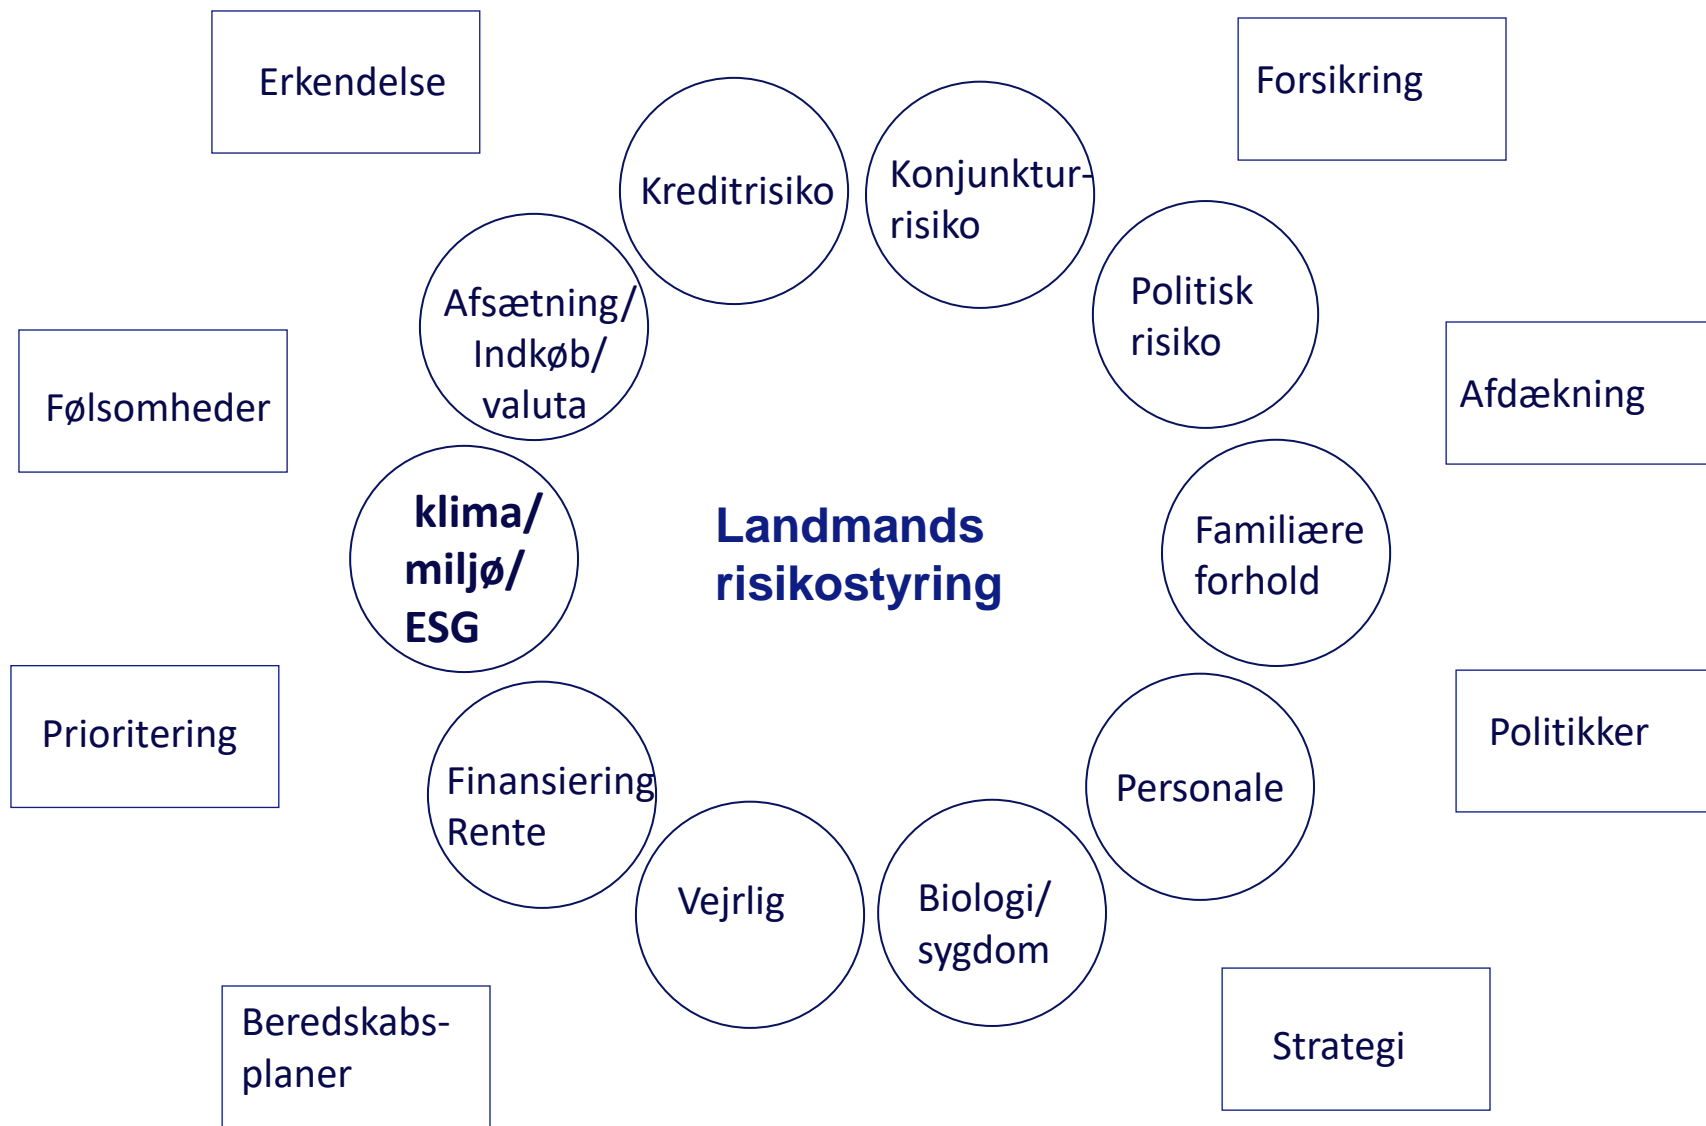 Erkendelse
Forsikring
Kreditrisiko
Konjunktur-
risiko
Afsætning/
Indkøb/
valuta
Politisk
risiko
Følsomheder
Afdækning
klima/
miljø/
ESG
Landmands
risikostyring
Familiære
forhold
Prioritering
Politikker
Finansiering
Rente
Personale
Vejrlig
Biologi/
sygdom
Beredskabs-
planer
Strategi